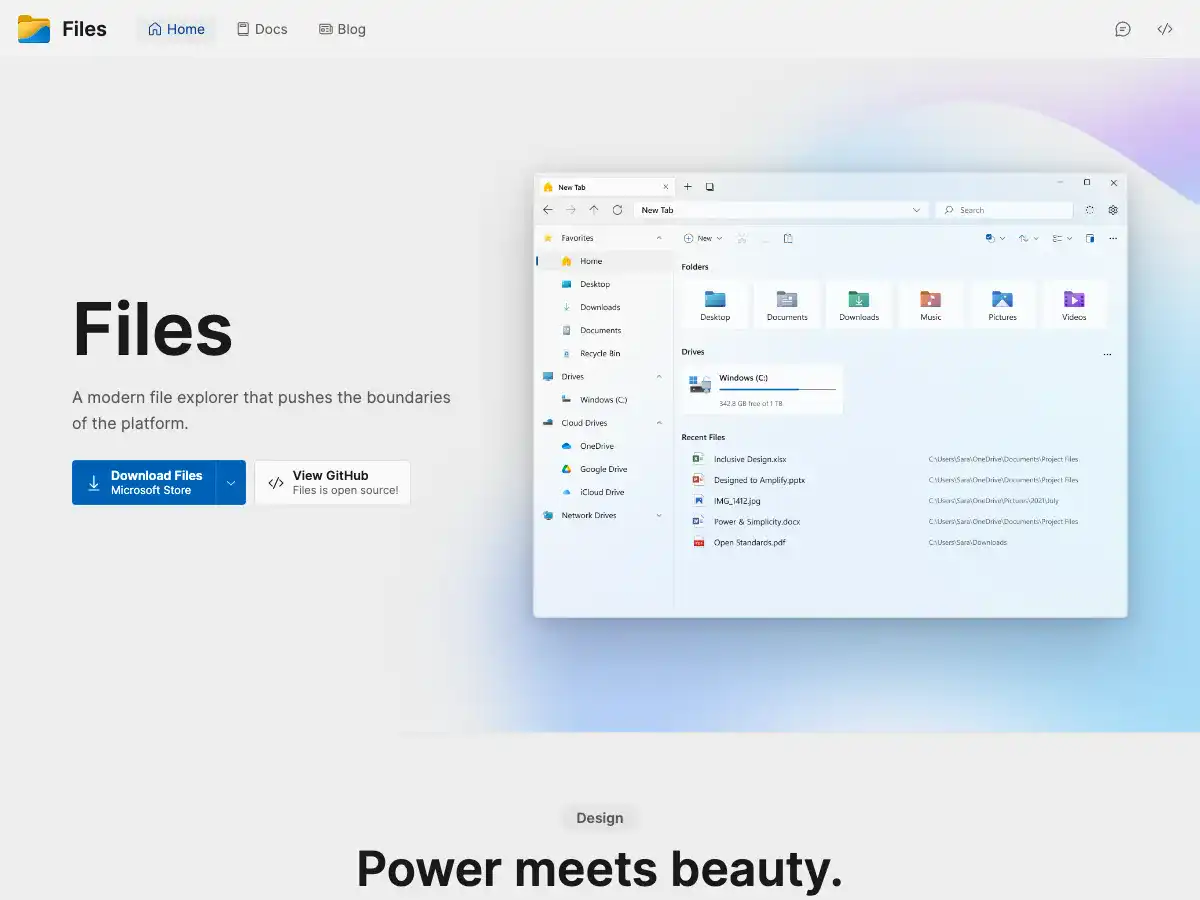 Files
Home
Docs
Blog
Files
A modern file explorer that pushes the boundaries
of the platform.
Download Files
Microsoft Store
View GitHub
Files is open source!
New Tab
New Tab
Search
Favorites
Home
Desktop
Downloads
Documents
Recycle Bin
Drives
Windows (C:)
Cloud Drives
OneDrive
Google Drive
iCloud Drive
Network Drives
New
Folders
Desktop
Documents
Downloads
Music
Pictures
Videos
Drives
Windows (C:)
342.8 GB free of 1 TB
Recent Files
Inclusive Design.xlsx C:\Users\Sara\OneDrive\Documents\Project Files
Designed to Amplify.pptx C:\Users\Sara\OneDrive\Documents\Project Files
IMG_1412.jpg C:\Users\Sara\OneDrive\Pictures\2021\July
Power & Simplicity.docx C:\Users\Sara\OneDrive\Documents\Project Files
Open Standards.pdf C:\Users\Sara\Downloads
Design
Power meets beauty.